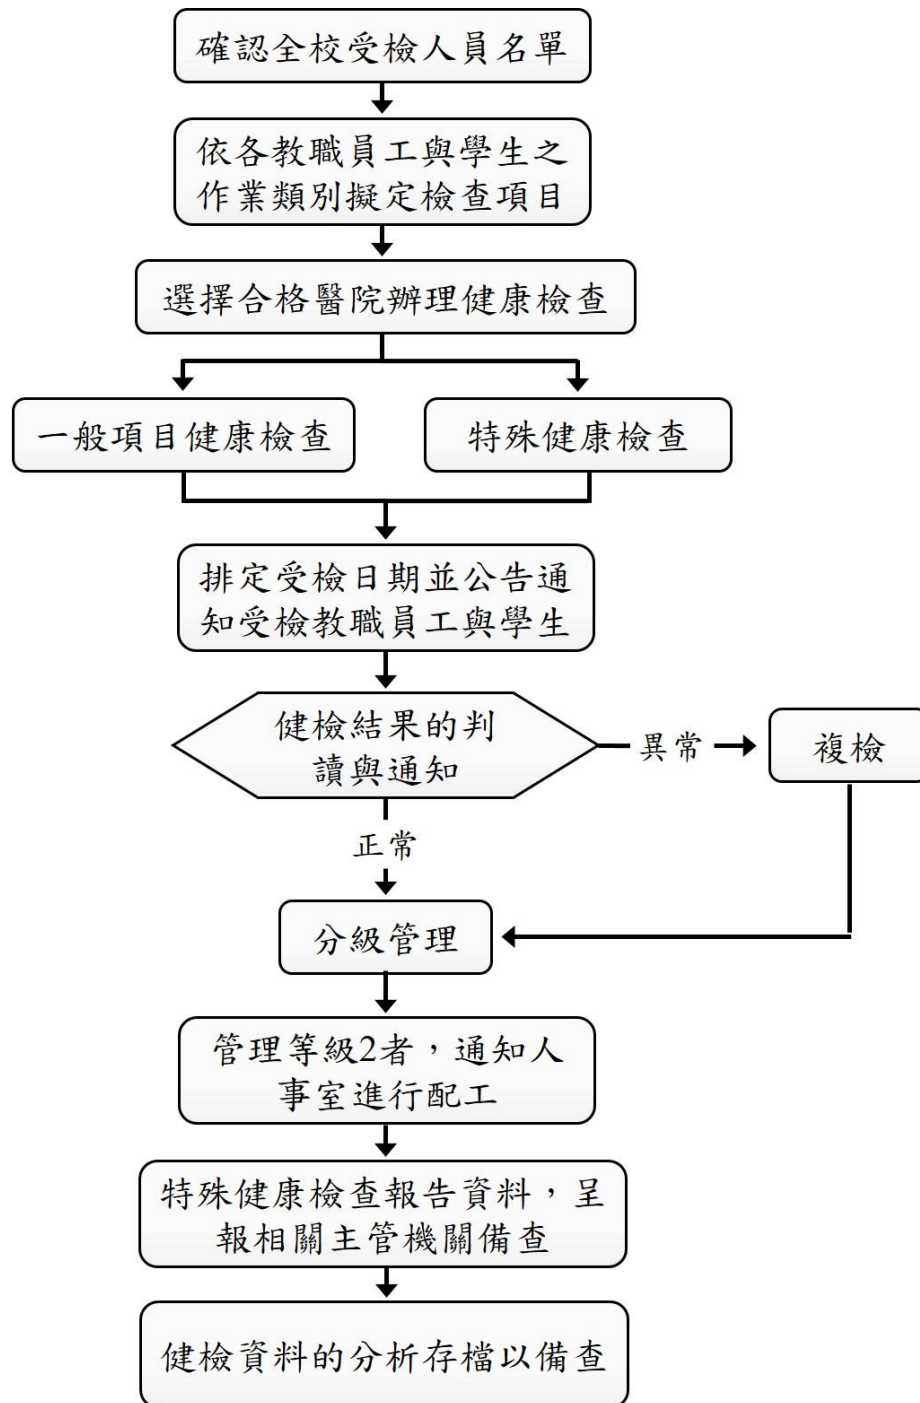 確認全校受檢人員名單
依各教職員工與學生之
作業類別擬定檢查項目
選擇合格醫院辦理健康檢查
一般項目健康檢查
特殊健康檢查
排定受檢日期並公告通
知受檢教職員工與學生
健檢結果的判
讀與通知
異常
複檢
正常
分級管理
管理等級2者，通知人
事室進行配工
特殊健康檢查報告資料，呈
報相關主管機關備查
健檢資料的分析存檔以備查